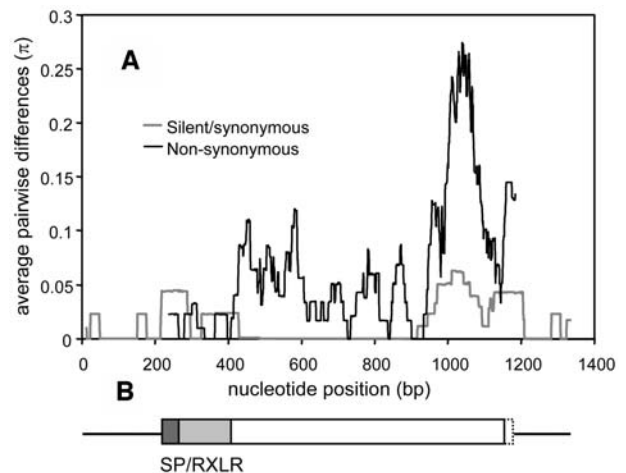 0.3
A
0.25
Silent/synonymous
Non-synonymous
0.2
0.15
0.1
0.05
0
average pairwise differences (π)
0 200 400 600 800 1000 1200 1400
nucleotide position (bp)
B
SP/RXLR